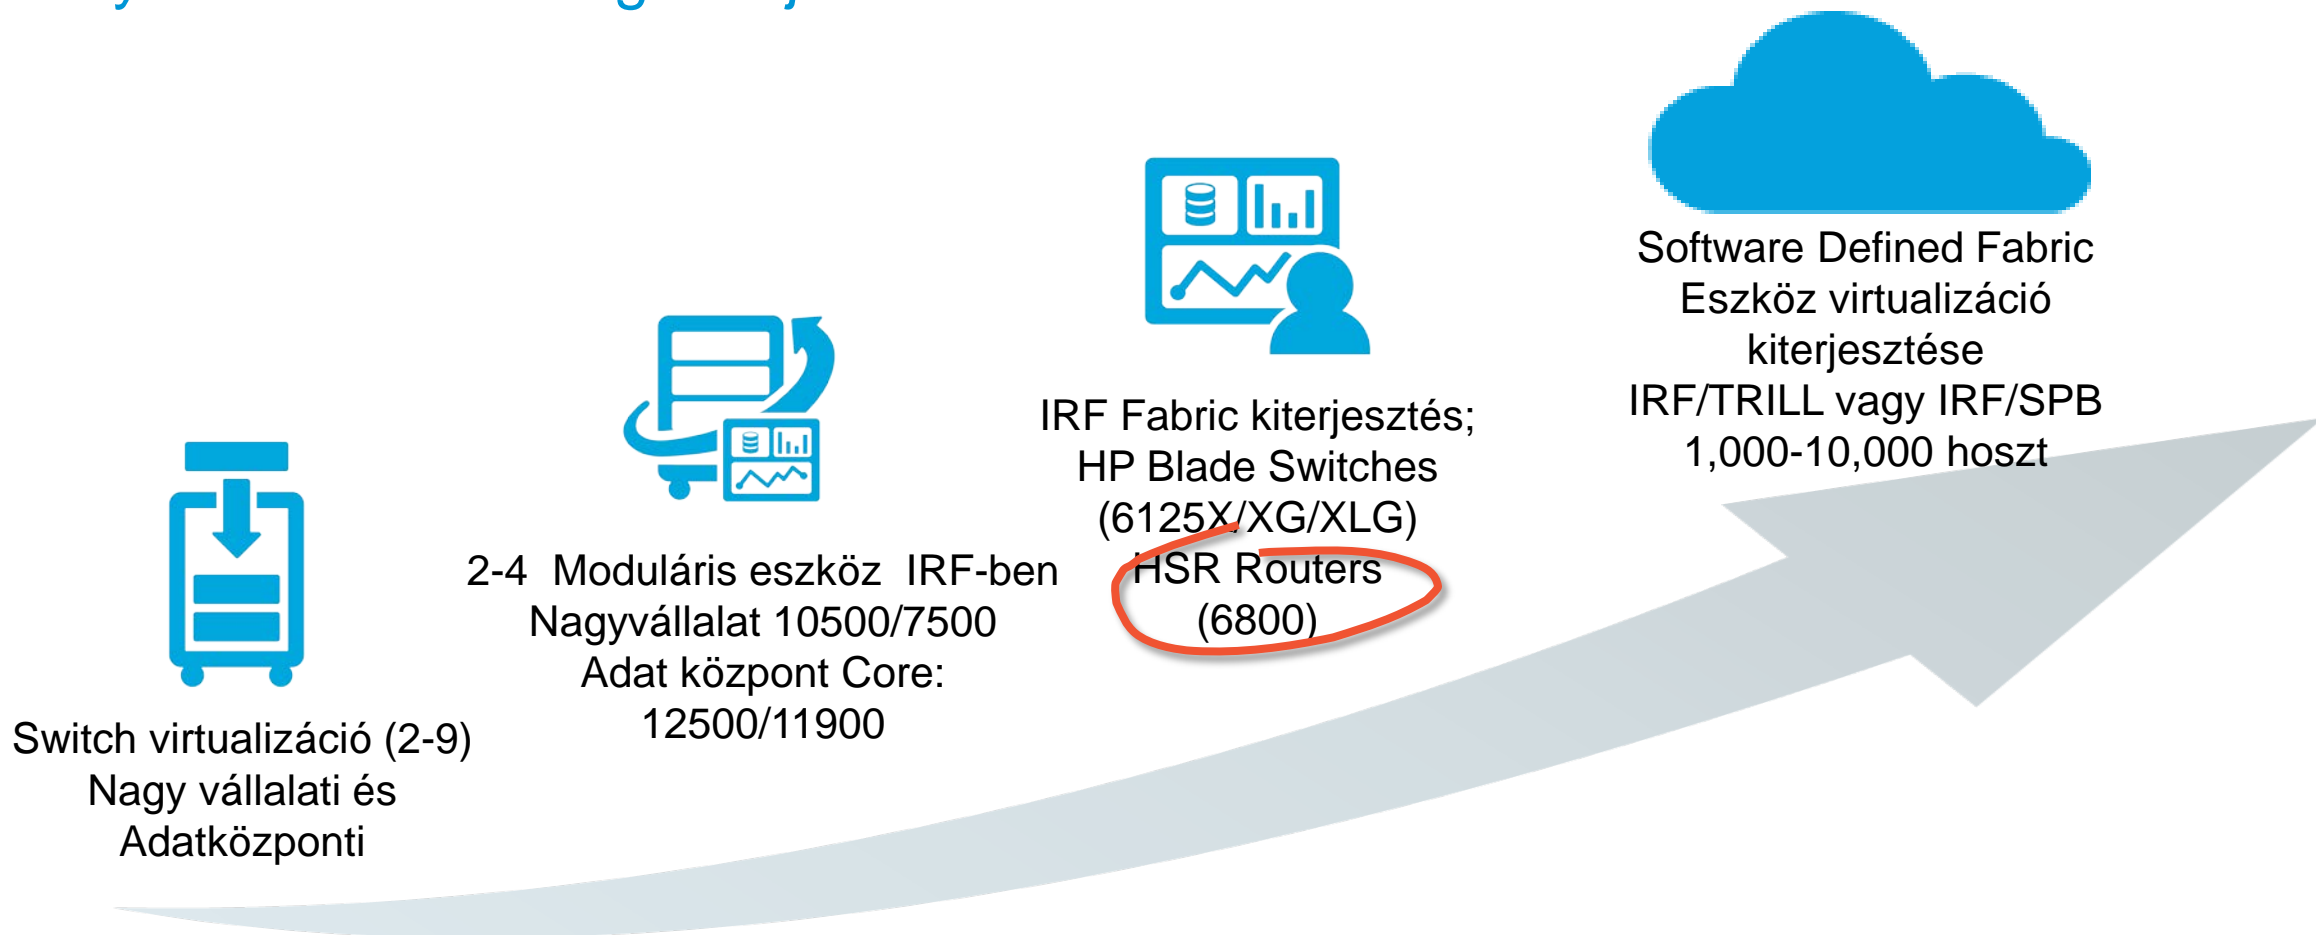 Switch virtualizáció (2-9)
Nagy vállalati és
Adatközponti
2-4 Moduláris eszköz IRF-ben
Nagyvállalat 10500/7500
Adat központ Core:
12500/11900
IRF Fabric kiterjesztés;
HP Blade Switches
(6125X/XG/XLG)
HSR Routers
(6800)
Software Defined Fabric
Eszköz virtualizáció
kiterjesztése
IRF/TRILL vagy IRF/SPB
1,000-10,000 hoszt